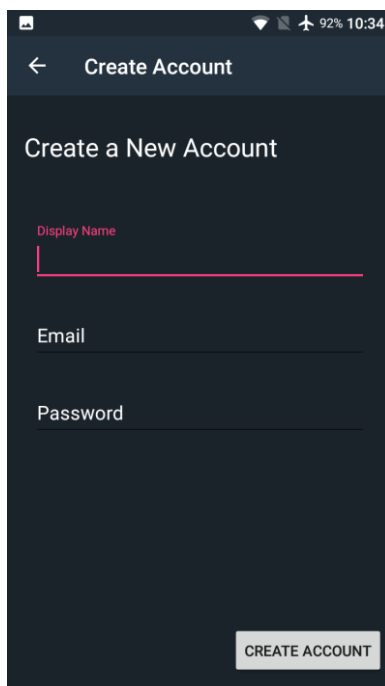 92% 10:34
Create Account
Create a New Account
Display Name
Email
Password
CREATE ACCOUNT